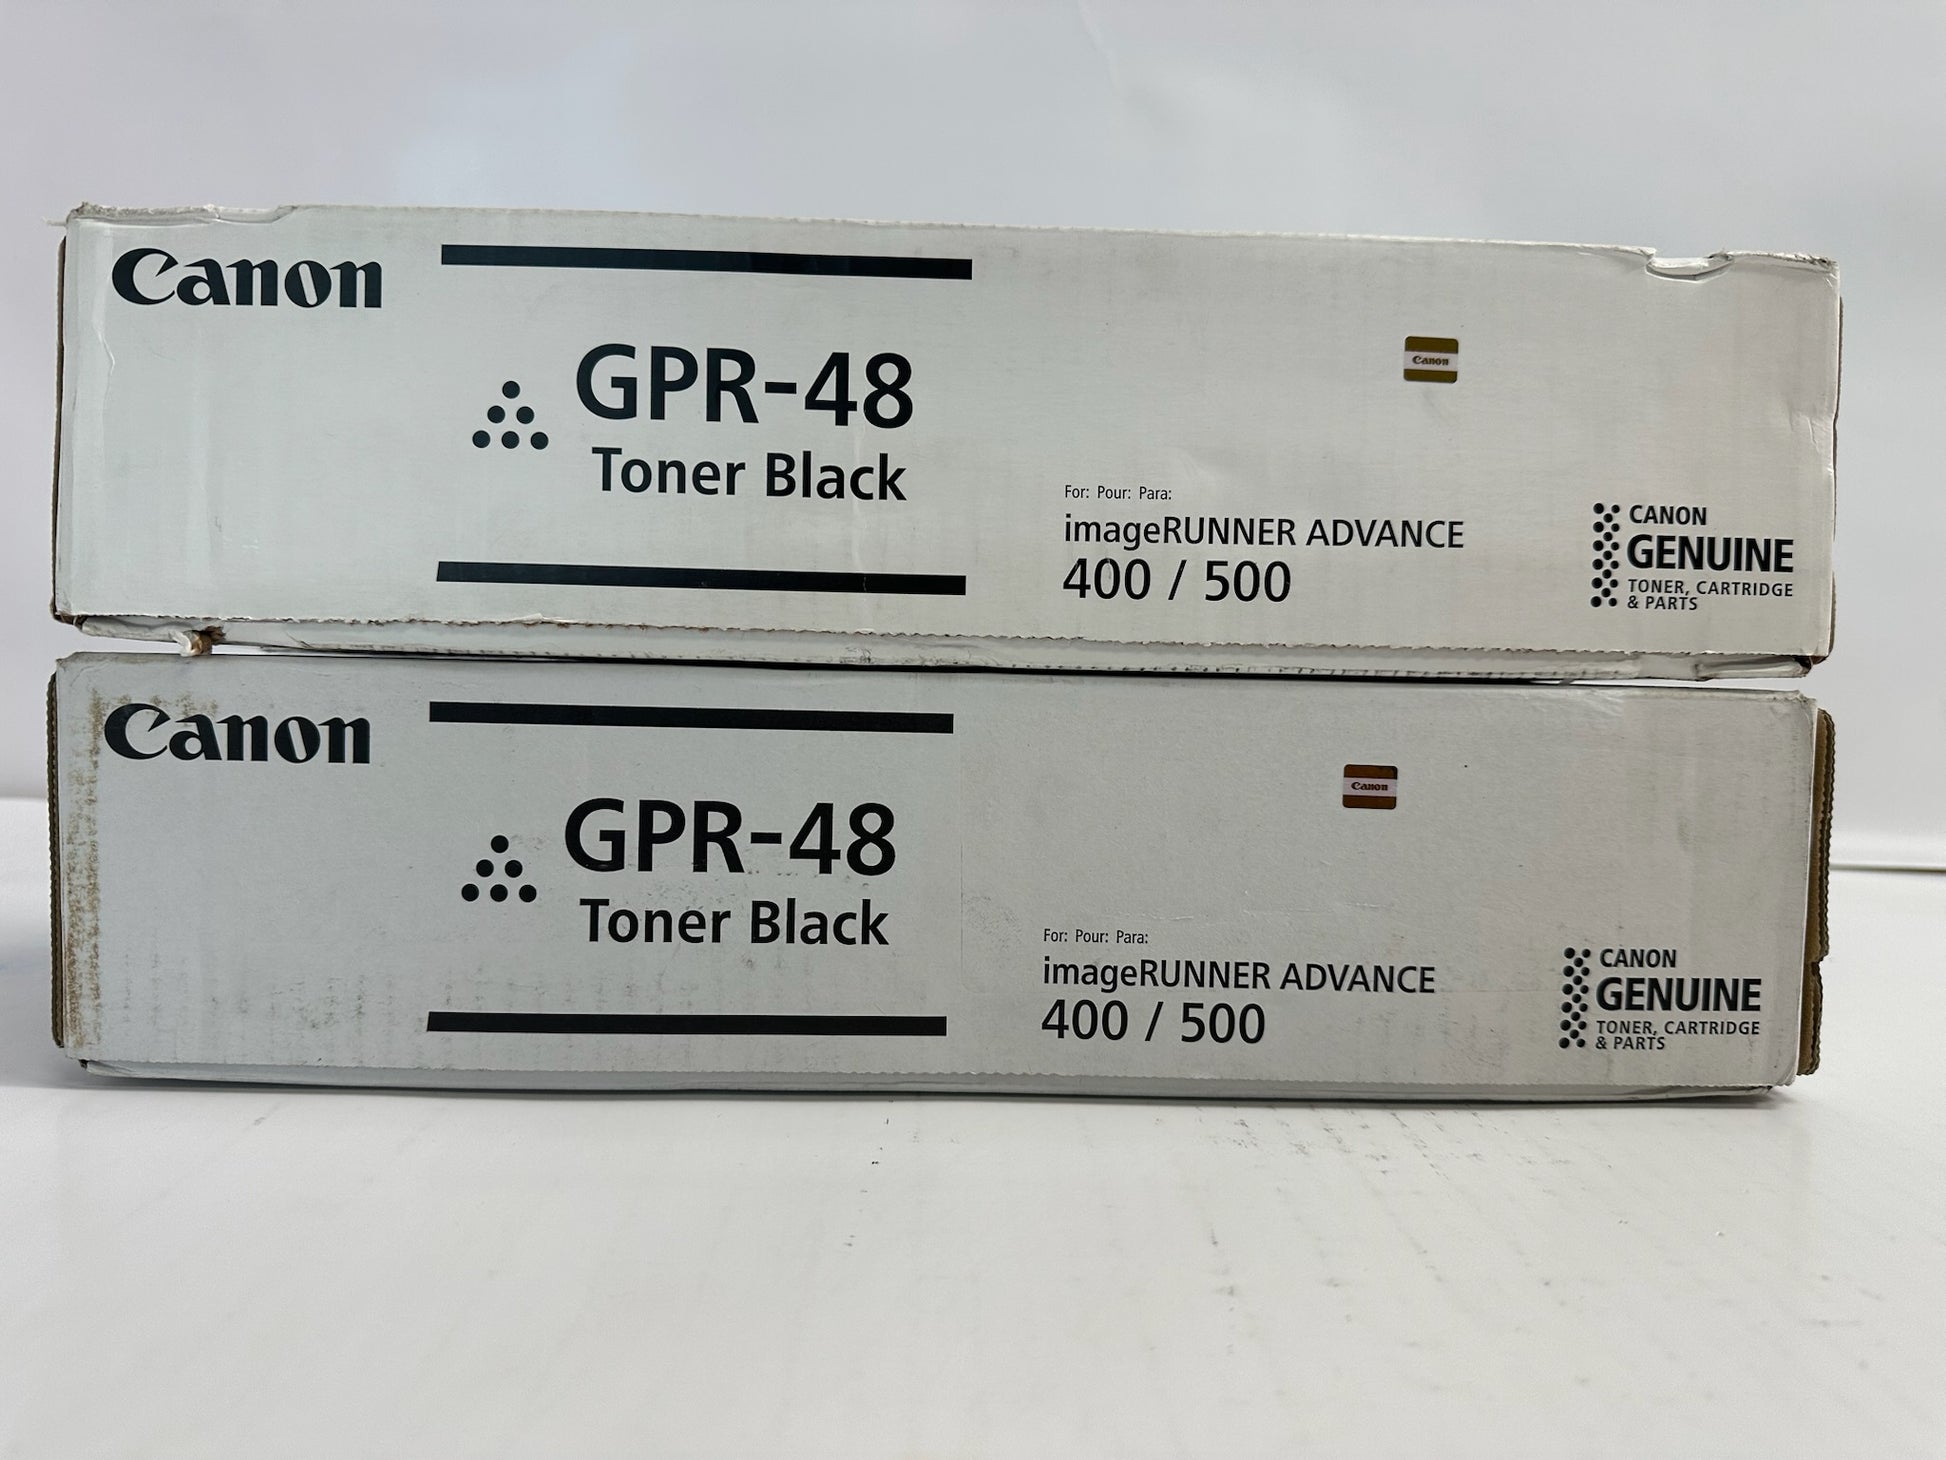 Canon
GPR-48
Toner Black
Canon
For: Pour: Para:
imageRUNNER ADVANCE
400 / 500
CANON
GENUINE
TONER, CARTRIDGE
& PARTS
Canon
GPR-48
Toner Black
Canon
For: Pour: Para:
imageRUNNER ADVANCE
400 / 500
CANON
GENUINE
TONER, CARTRIDGE
& PARTS